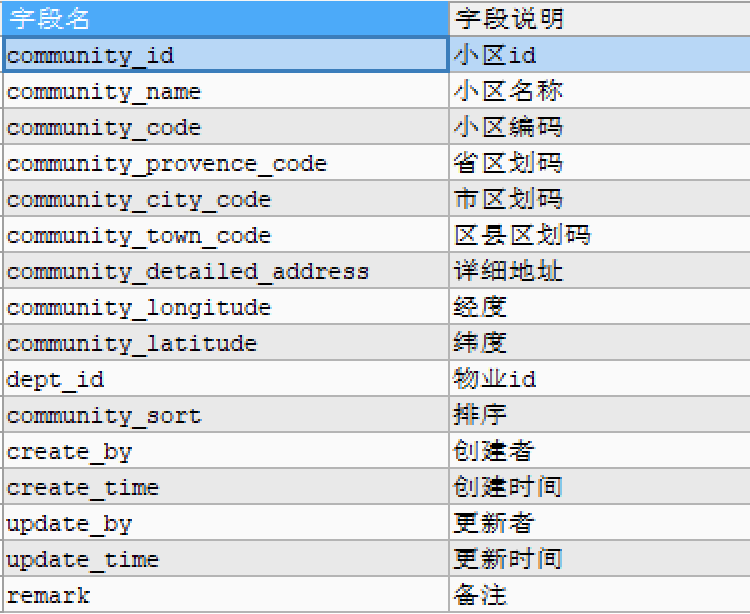 字段名 字段说明
community_id 小区id
community_name 小区名称
community_code 小区编码
community_provence_code 省区划码
community_city_code 市区划码
community_town_code 区县区划码
community_detailed_address 详细地址
community_longitude 经度
community_latitude 纬度
dept_id 物业id
community_sort 排序
create_by 创建者
create_time 创建时间
update_by 更新者
update_time 更新时间
remark 备注